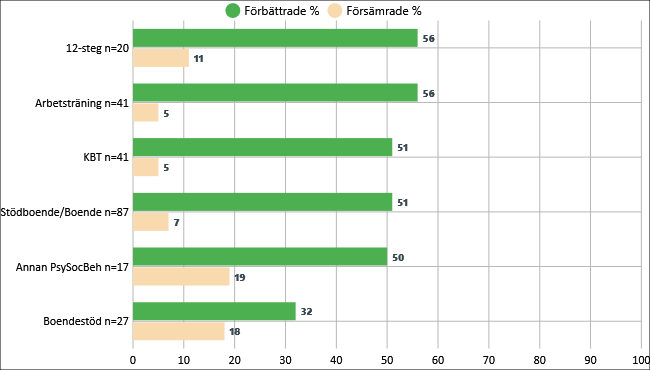 Förbättrade % Försämrade %
12-steg n=20 56
11
Arbetsträning n=41 56
5
KBT n=41 51
5
Stödboende/Boende n=87 51
7
Annan PsySocBeh n=17 50
19
Boendestöd n=27 32
18
0 10 20 30 40 50 60 70 80 90 100